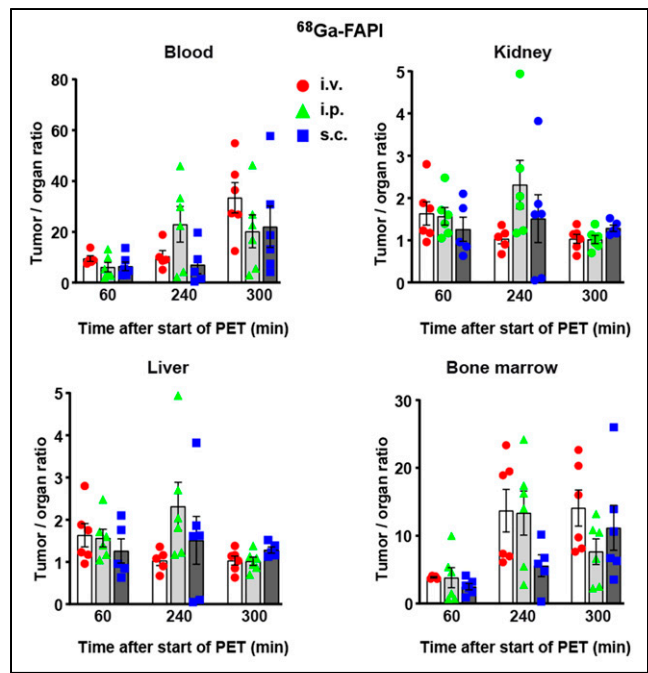 ⁶⁸Ga-FAPI
Blood
Kidney
i.v.
i.p.
s.c.
Tumor / organ ratio
80
60
40
20
0
60
240
300
Time after start of PET (min)
Tumor / organ ratio
5
4
3
2
1
0
60
240
300
Time after start of PET (min)
Liver
Bone marrow
Tumor / organ ratio
5
4
3
2
1
0
60
240
300
Time after start of PET (min)
Tumor / organ ratio
30
20
10
0
60
240
300
Time after start of PET (min)